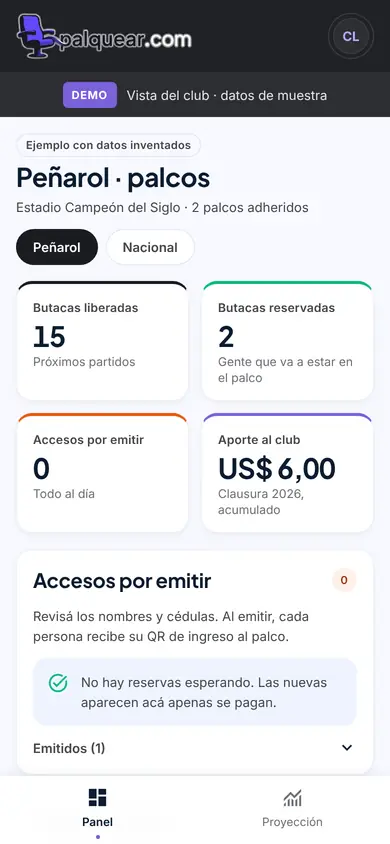 palquear.com
CL
DEMO Vista del club · datos de muestra
Ejemplo con datos inventados
Peñarol · palcos
Estadio Campeón del Siglo · 2 palcos adheridos
Peñarol Nacional
Butacas liberadas
15
Próximos partidos
Butacas reservadas
2
Gente que va a estar en
el palco
Accesos por emitir
0
Todo al día
Aporte al club
US$ 6,00
Clausura 2026,
acumulado
Accesos por emitir 0
Revisá los nombres y cédulas. Al emitir, cada
persona recibe su QR de ingreso al palco.
No hay reservas esperando. Las nuevas
aparecen acá apenas se pagan.
Emitidos (1)
Panel Proyección